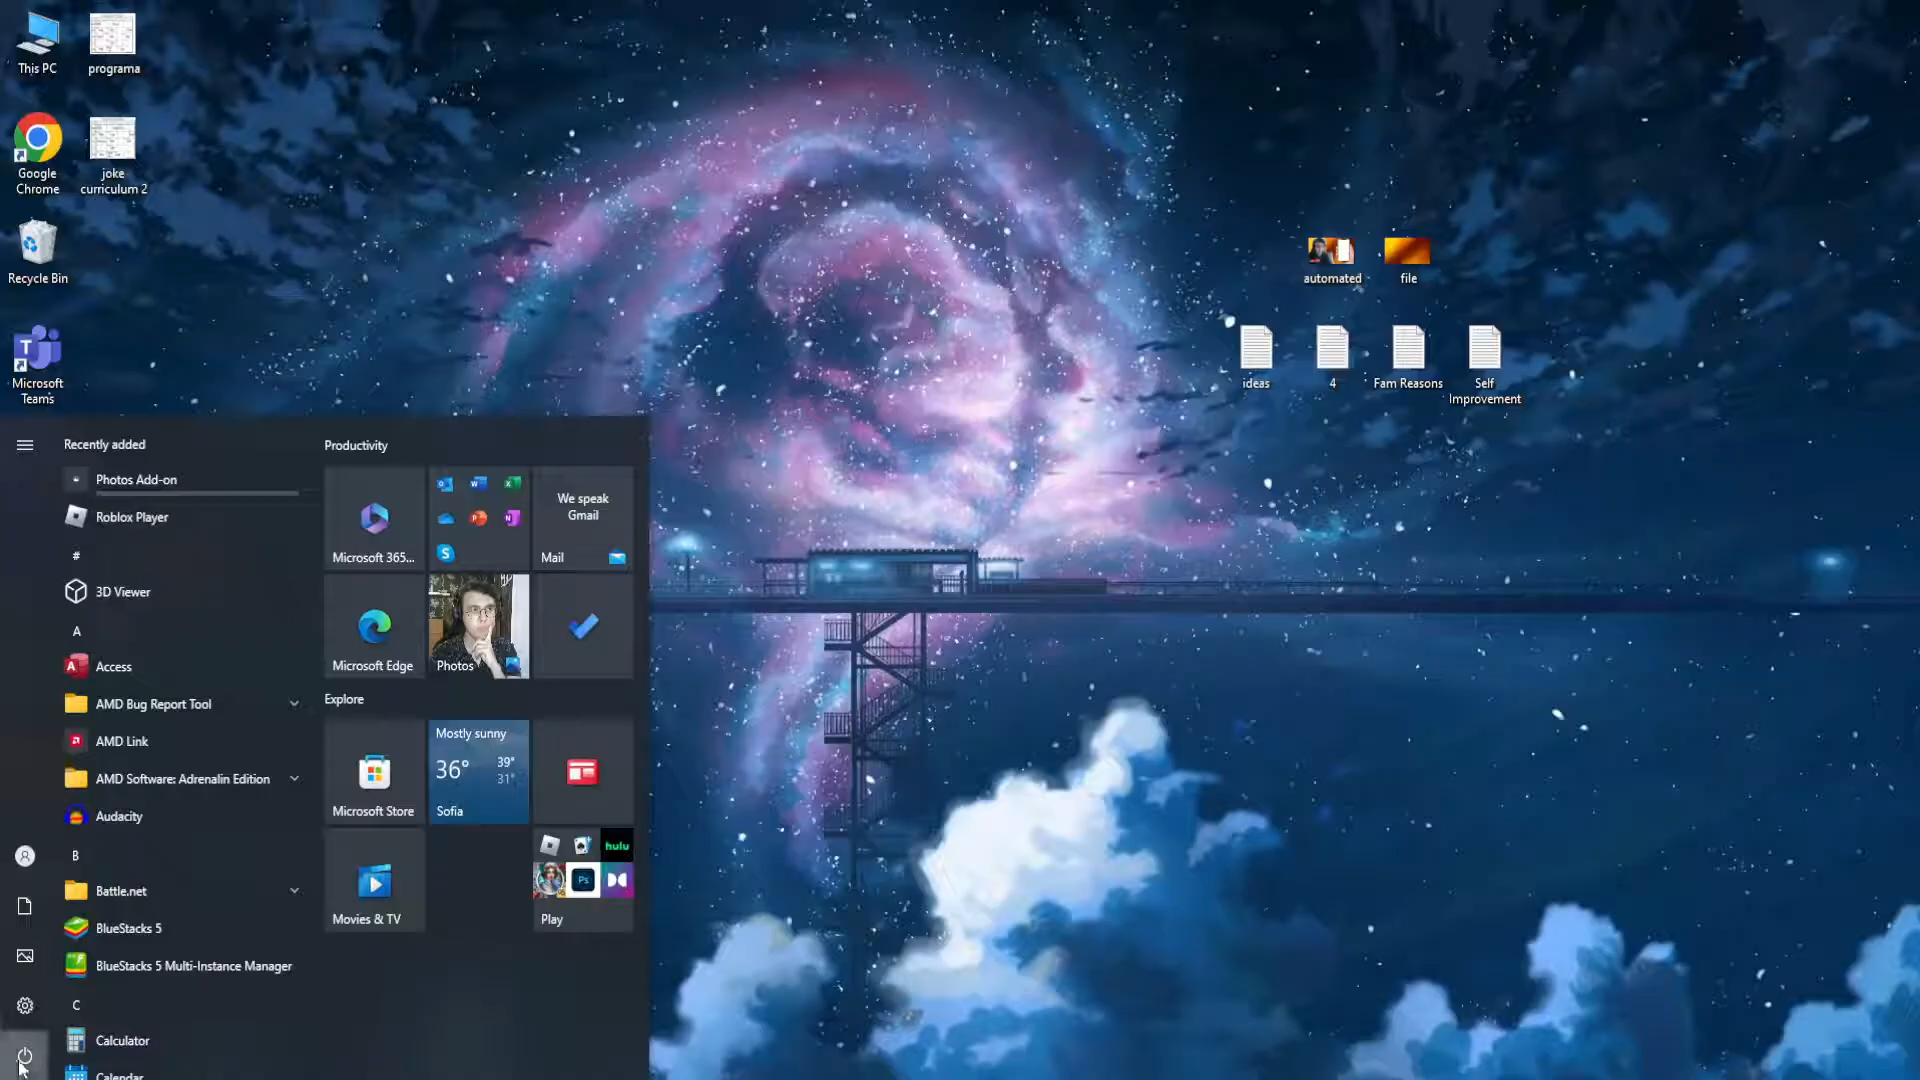 This PC
programa
Google
Chrome
joke
curriculum 2
Recycle Bin
Microsoft
Teams
automated
file
ideas
4
Fam Reasons
Self
Improvement
Recently added
Photos Add-on
Roblox Player
#
3D Viewer
A
Access
AMD Bug Report Tool
AMD Link
AMD Software: Adrenalin Edition
Audacity
B
Battle.net
BlueStacks 5
BlueStacks 5 Multi-Instance Manager
C
Calculator
Calendar
Productivity
Microsoft 365...
We speak
Gmail
Mail
Microsoft Edge
Photos
Explore
Microsoft Store
Mostly sunny
36°
39°
31°
Sofia
Movies & TV
hulu
Ps
Play